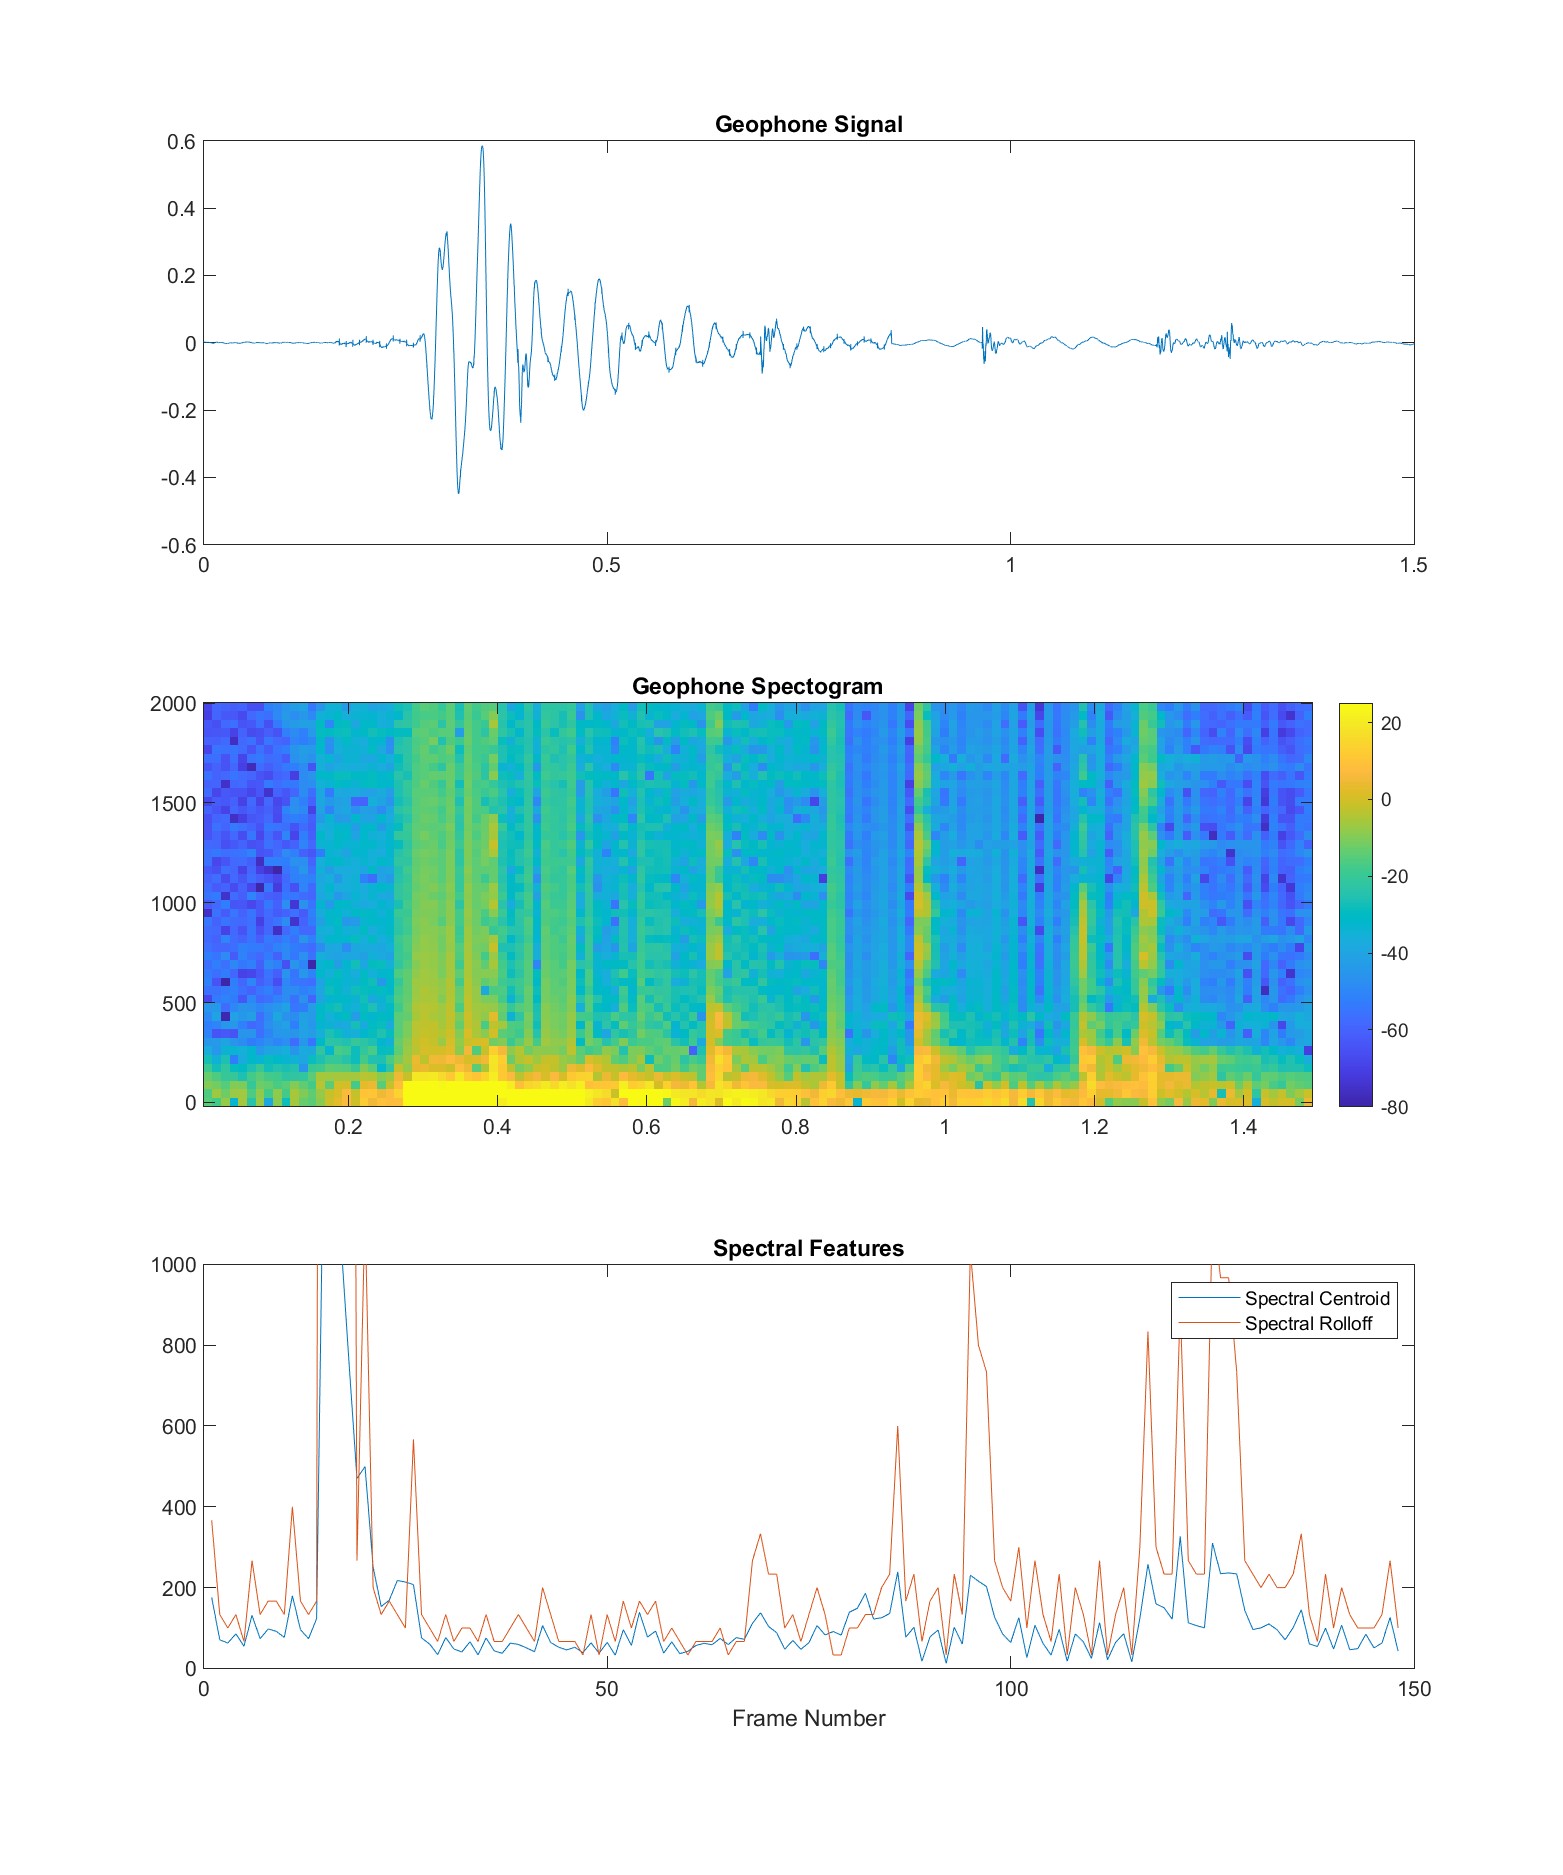 Geophone Signal
0.6
0.4
0.2
0
-0.2
-0.4
-0.6
0 0.5 1 1.5
Geophone Spectogram
2000
1500
1000
500
0
20
0
-20
-40
-60
-80
0.2 0.4 0.6 0.8 1 1.2 1.4
Spectral Features
1000
800
600
400
200
0
Spectral Centroid
Spectral Rolloff
0 50 100 150
Frame Number